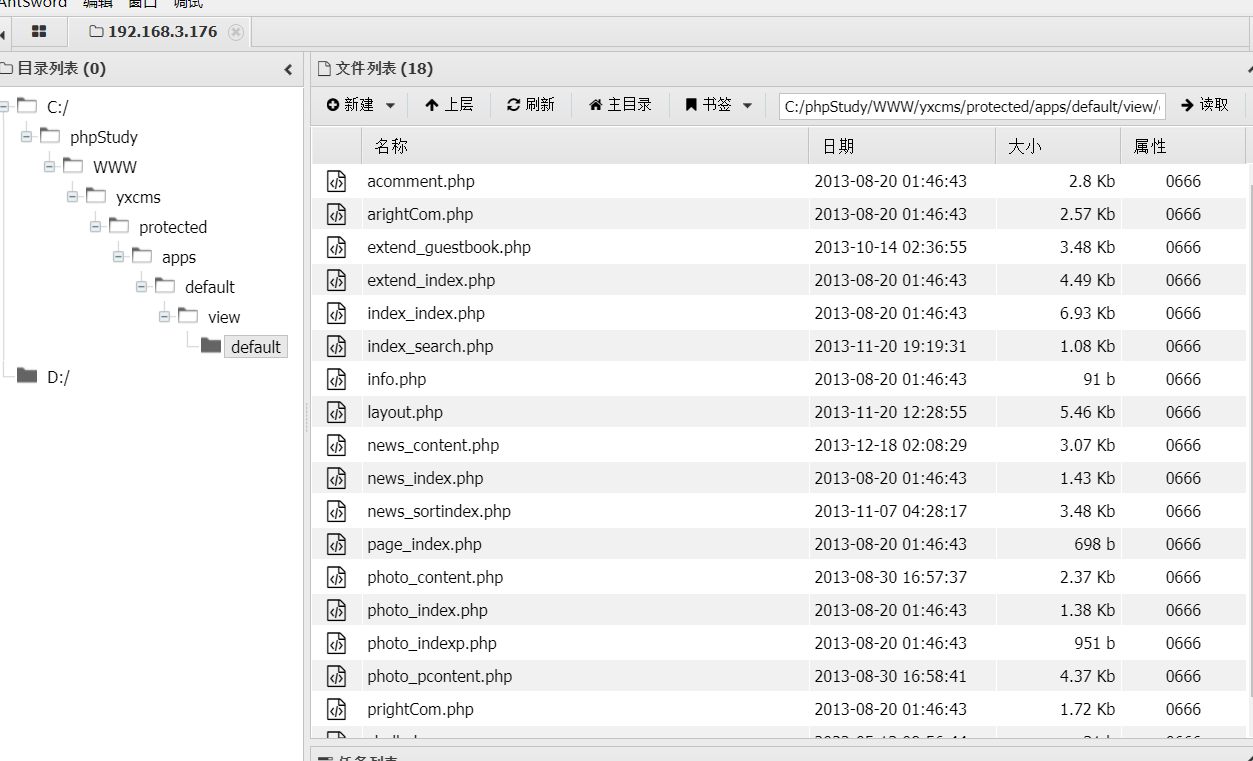 AntSword 编辑 窗口 调试
192.168.3.176
目录列表 (0)
C:/
phpStudy
WWW
yxcms
protected
apps
default
view
default
D:/
文件列表 (18)
新建 上层 刷新 主目录 书签 C:/phpStudy/WWW/yxcms/protected/apps/default/view/ 读取
名称 日期 大小 属性
acomment.php 2013-08-20 01:46:43 2.8 Kb 0666
arightCom.php 2013-08-20 01:46:43 2.57 Kb 0666
extend_guestbook.php 2013-10-14 02:36:55 3.48 Kb 0666
extend_index.php 2013-08-20 01:46:43 4.49 Kb 0666
index_index.php 2013-08-20 01:46:43 6.93 Kb 0666
index_search.php 2013-11-20 19:19:31 1.08 Kb 0666
info.php 2013-08-20 01:46:43 91 b 0666
layout.php 2013-11-20 12:28:55 5.46 Kb 0666
news_content.php 2013-12-18 02:08:29 3.07 Kb 0666
news_index.php 2013-08-20 01:46:43 1.43 Kb 0666
news_sortindex.php 2013-11-07 04:28:17 3.48 Kb 0666
page_index.php 2013-08-20 01:46:43 698 b 0666
photo_content.php 2013-08-30 16:57:37 2.37 Kb 0666
photo_index.php 2013-08-20 01:46:43 1.38 Kb 0666
photo_indexp.php 2013-08-20 01:46:43 951 b 0666
photo_pcontent.php 2013-08-30 16:58:41 4.37 Kb 0666
prightCom.php 2013-08-20 01:46:43 1.72 Kb 0666
任务列表